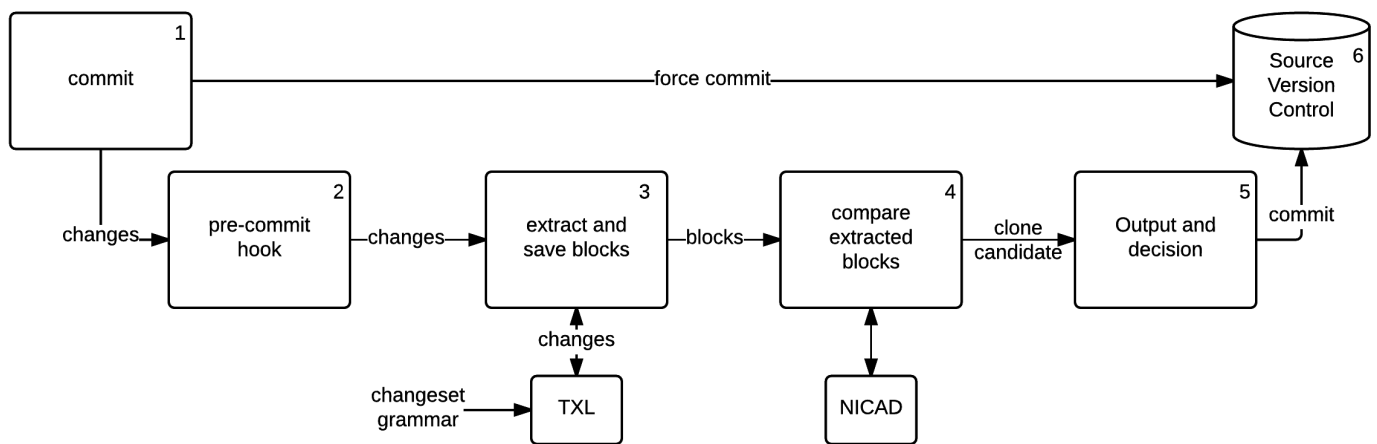 1
commit
force commit
6
Source
Version
Control
changes
2
pre-commit
hook
changes
3
extract and
save blocks
blocks
4
compare
extracted
blocks
clone
candidate
5
Output and
decision
commit
changes
changeset
grammar
TXL
NICAD